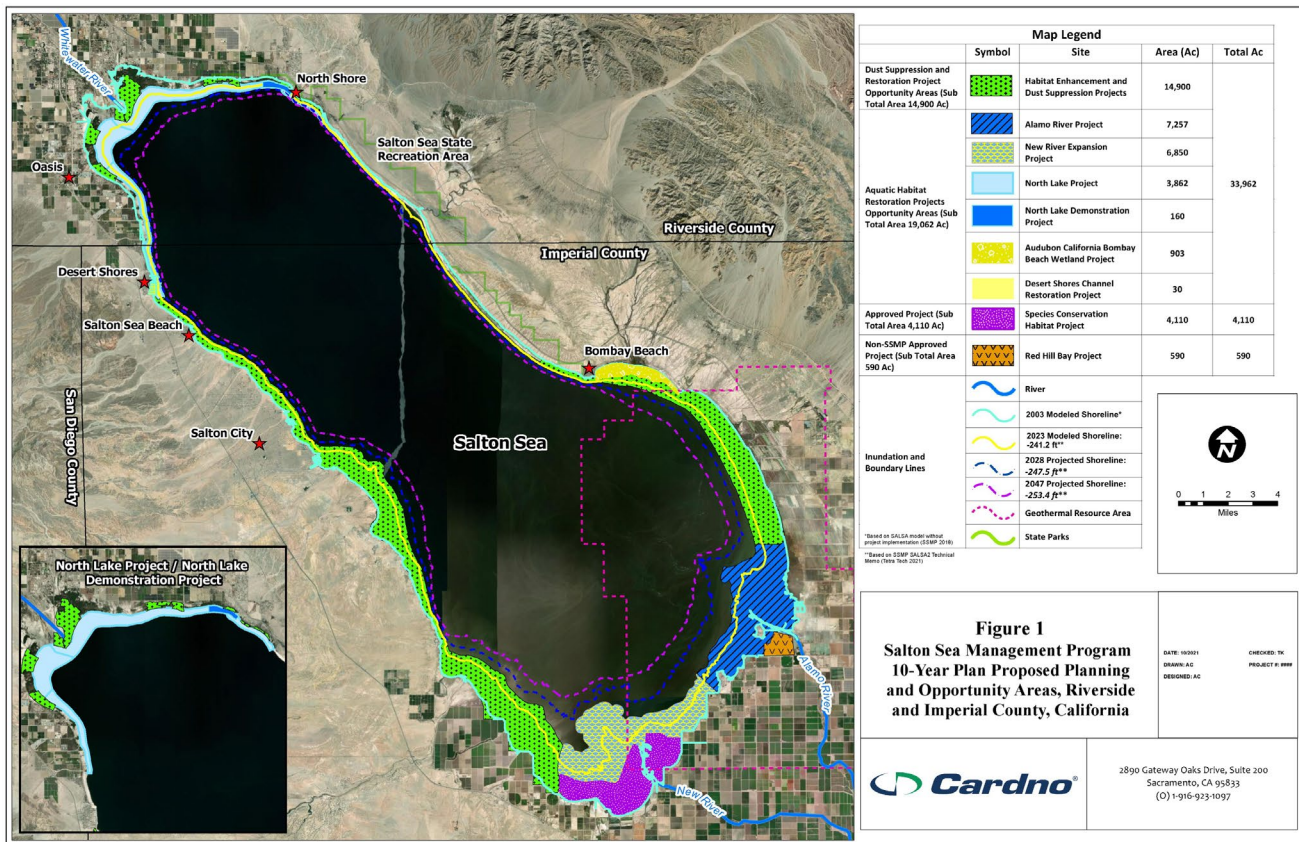 Whitewater River
North Shore
Salton Sea State
Recreation Area
Oasis
Riverside County
Imperial County
Desert Shores
Salton Sea Beach
Bombay Beach
San Diego County
Salton City
Salton Sea
Alamo River
New River
North Lake Project / North Lake
Demonstration Project
Map Legend
Symbol Site Area (Ac) Total Ac
Dust Suppression and
Restoration Project
Opportunity Areas (Sub
Total Area 14,900 Ac)
Habitat Enhancement and
Dust Suppression Projects
14,900
Aquatic Habitat
Restoration Projects
Opportunity Areas (Sub
Total Area 19,062 Ac)
Alamo River Project
7,257
New River Expansion
Project
6,850
North Lake Project
3,862
33,962
North Lake Demonstration
Project
160
Audubon California Bombay
Beach Wetland Project
903
Desert Shores Channel
Restoration Project
30
Approved Project (Sub
Total Area 4,110 Ac)
Species Conservation
Habitat Project
4,110
4,110
Non-SSMP Approved
Project (Sub Total Area
590 Ac)
Red Hill Bay Project
590
590
Inundation and
Boundary Lines
River
2003 Modeled Shoreline*
2023 Modeled Shoreline:
-241.2 ft**
2028 Projected Shoreline:
-247.5 ft**
2047 Projected Shoreline:
-253.4 ft**
Geothermal Resource Area
State Parks
*Based on SALSA model without
project implementation (SSMP 2018)
**Based on SSMP SALSA2 Technical
Memo (Tetra Tech 2021)
N
0 1 2 3 4
Miles
Figure 1
Salton Sea Management Program
10-Year Plan Proposed Planning
and Opportunity Areas, Riverside
and Imperial County, California
DATE: 10/2021 CHECKED: TK
DRAWN: AC PROJECT #: ####
DESIGNED: AC
Cardno®
2890 Gateway Oaks Drive, Suite 200
Sacramento, CA 95833
(O) 1-916-923-1097